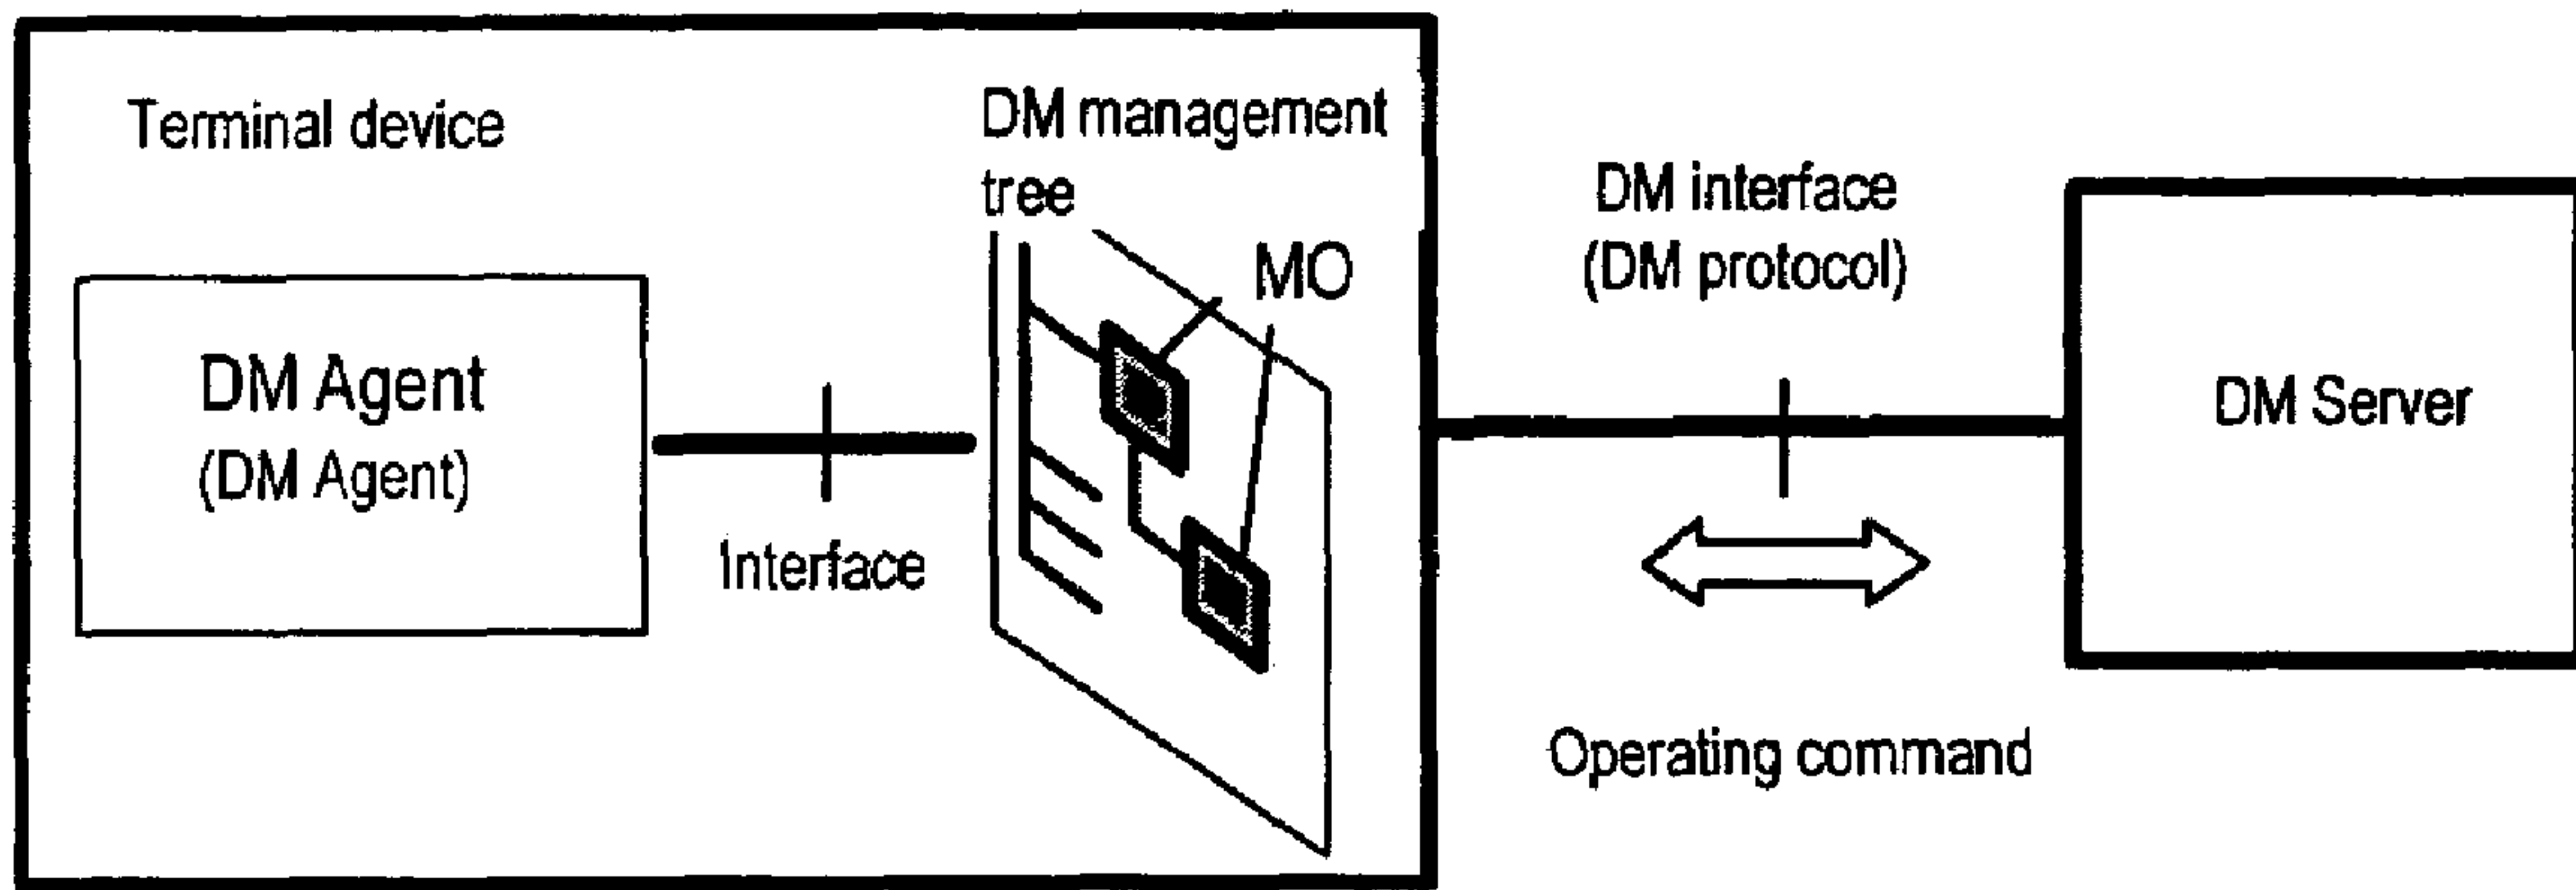 Terminal device
DM management
tree
MO
DM Agent
(DM Agent)
Interface
DM interface
(DM protocol)
Operating command
DM Server